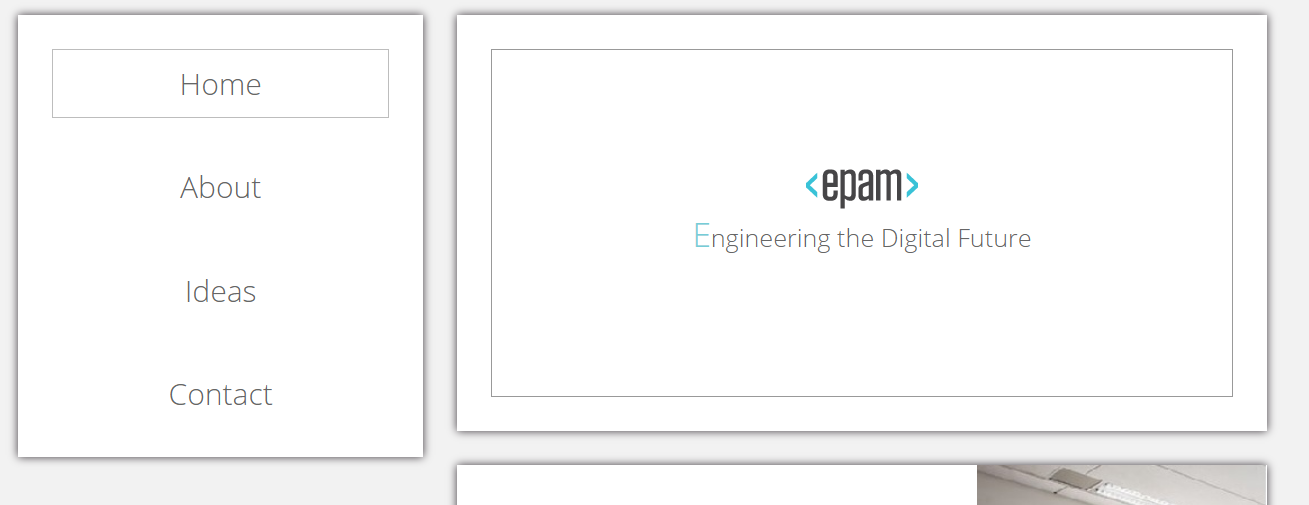 Home
About
Ideas
Contact
<epam>
Engineering the Digital Future